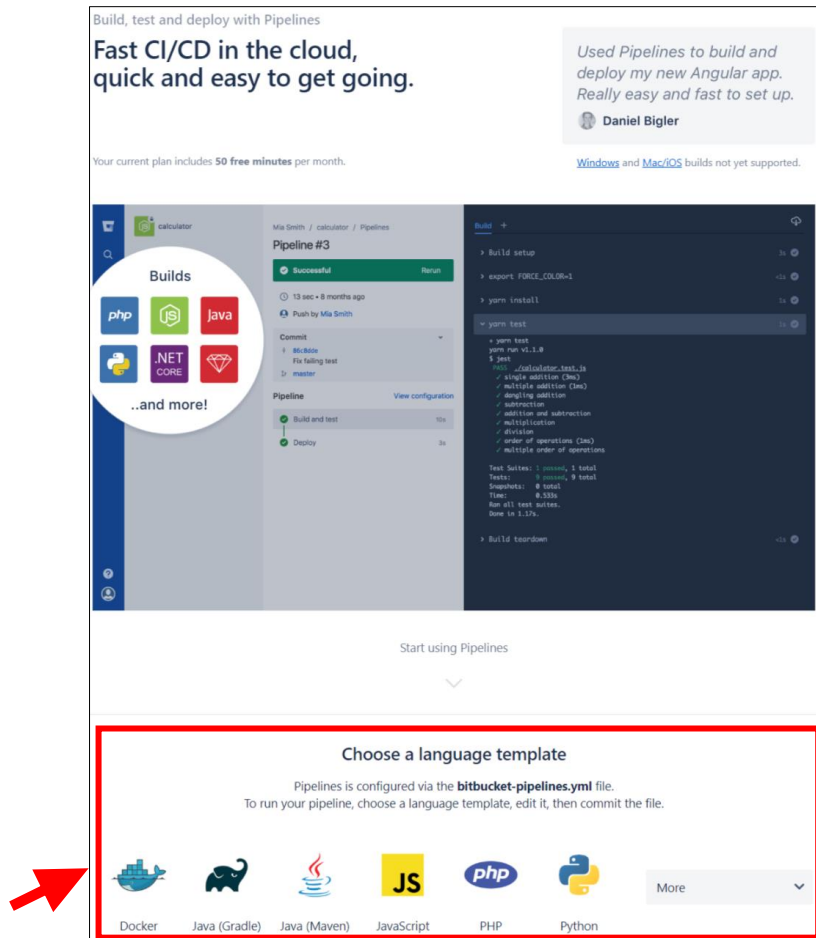 Build, test and deploy with Pipelines
Fast CI/CD in the cloud,
quick and easy to get going.
Used Pipelines to build and
deploy my new Angular app.
Really easy and fast to set up.
Daniel Bigler
Your current plan includes 50 free minutes per month.
Windows and Mac/iOS builds not yet supported.
calculator
Builds
php
JS
Java
.NET
CORE
..and more!
Mia Smith / calculator / Pipelines
Pipeline #3
Successful
Rerun
13 sec • 8 months ago
Push by Mia Smith
Commit
Fix failing test
master
Pipeline
View configuration
Build and test
10s
Deploy
3s
Build +
> Build setup
3s
> export FORCE_COLOR=1
<1s
> yarn install
1s
yarn test
1s
+ yarn test
yarn run v1.1.0
$ jest
PASS ./calculator.test.js
✓ single addition (3ms)
✓ multiple addition (1ms)
✓ dangling addition
✓ subtraction
✓ addition and subtraction
✓ multiplication
✓ division
✓ order of operations (1ms)
✓ multiple order of operations
Test Suites: 1 passed, 1 total
Tests: 9 passed, 9 total
Snapshots: 0 total
Time: 0.533s
Ran all test suites.
Done in 1.17s.
> Build teardown
<1s
Start using Pipelines
Choose a language template
Pipelines is configured via the bitbucket-pipelines.yml file.
To run your pipeline, choose a language template, edit it, then commit the file.
JS
php
More
Docker
Java (Gradle)
Java (Maven)
JavaScript
PHP
Python